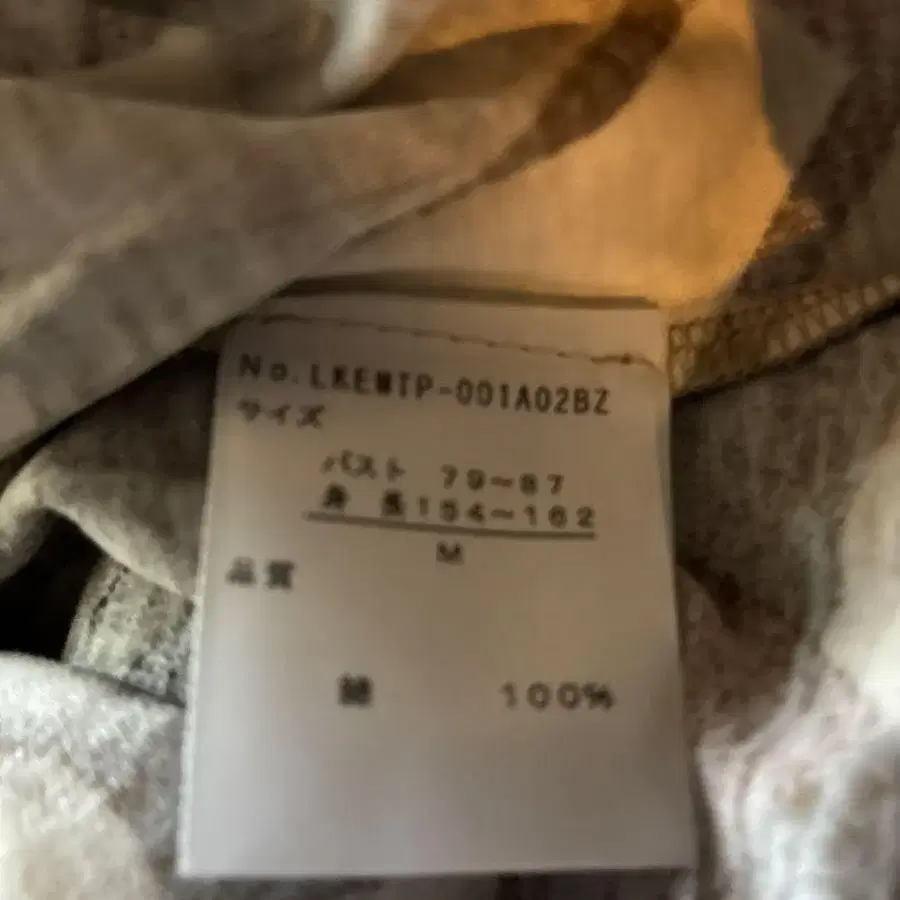 No. LKEMTP-001A02BZ
サイズ
バスト 79~87
身 長154~162
M
品質
綿 100%